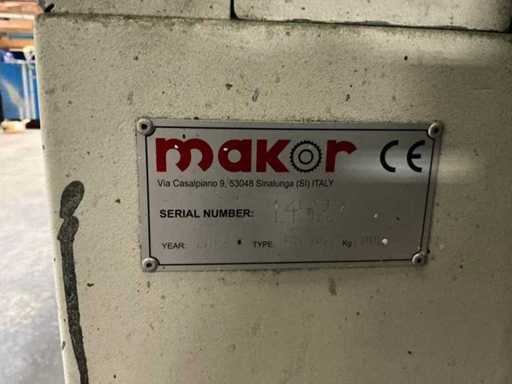 makor CE
Via Casalpiano 9, 53048 Sinalunga (SI) ITALY
SERIAL NUMBER:
YEAR: TYPE: Kg